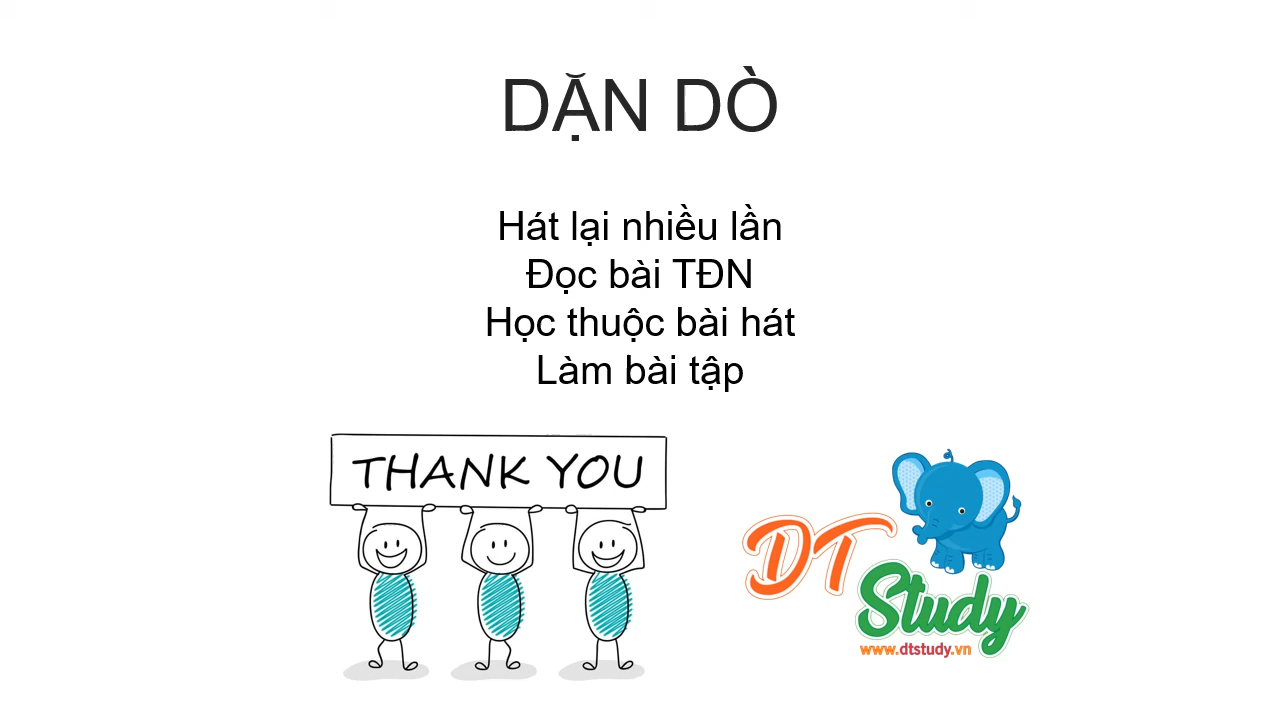 DẶN DÒ
Hát lại nhiều lần
Đọc bài TĐN
Học thuộc bài hát
Làm bài tập
THANK YOU
DT
Study
www.dtstudy.vn